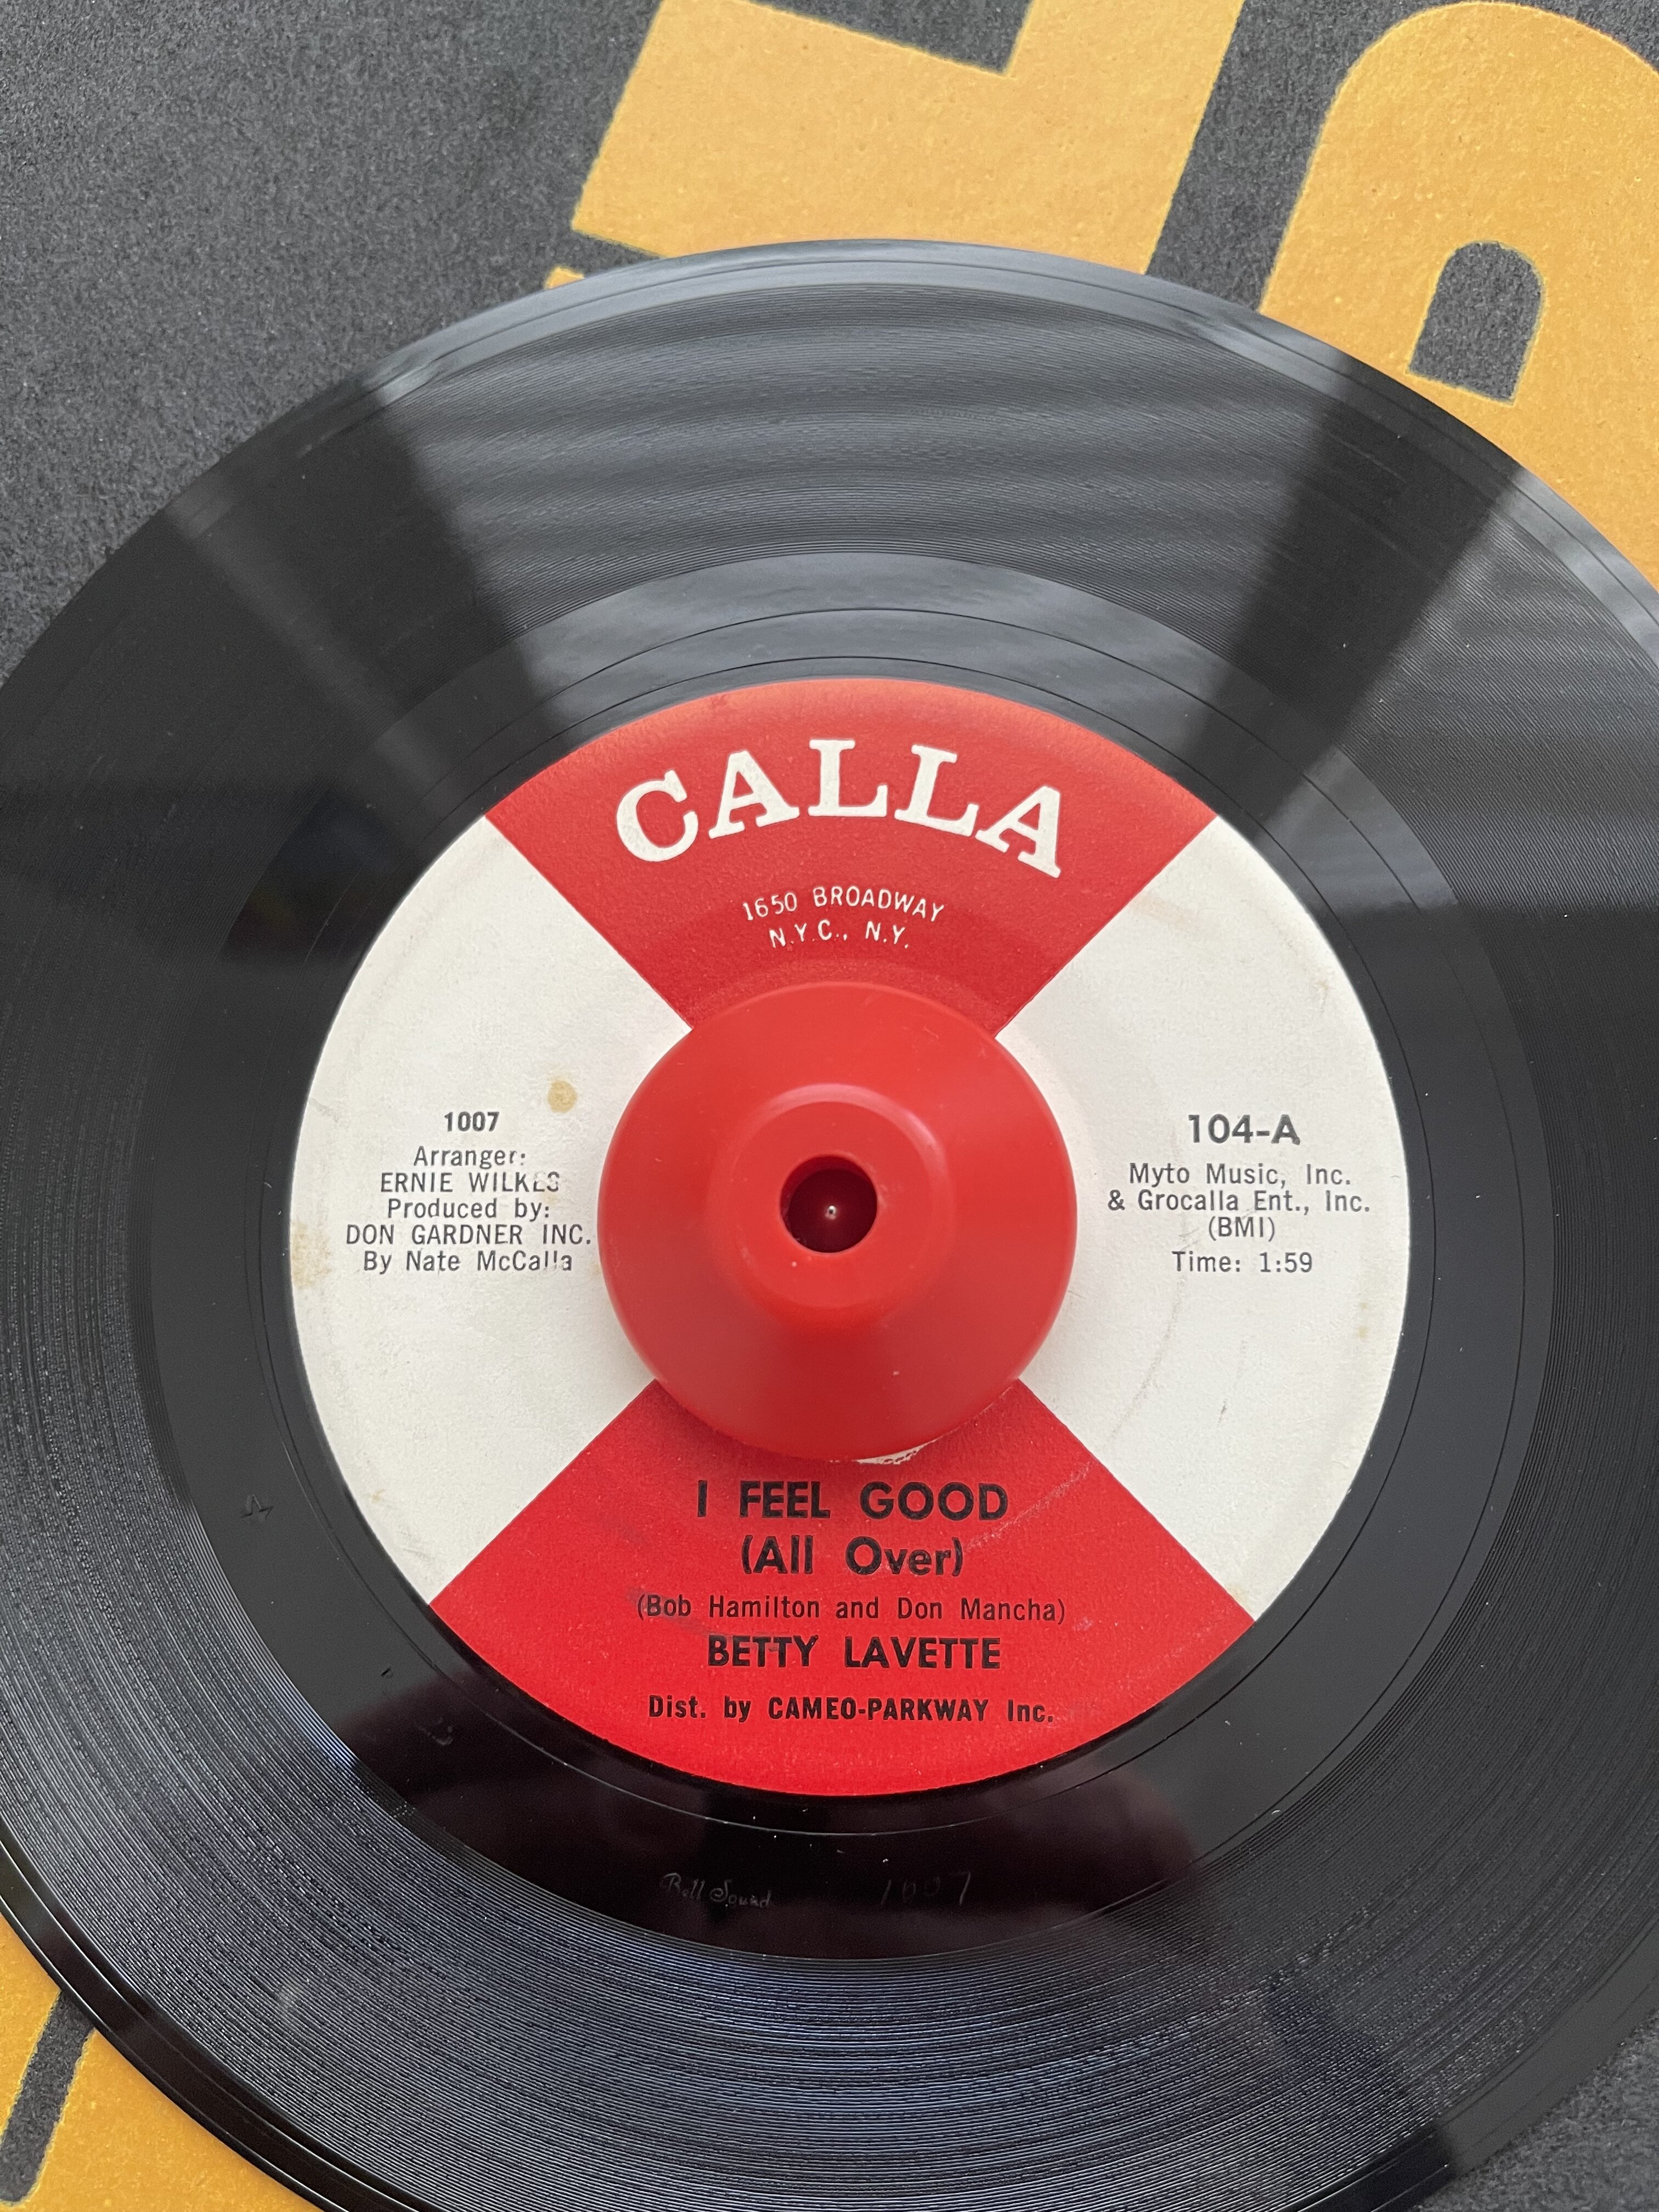 CALLA
1650 BROADWAY
N.Y.C., N.Y.
1007
Arranger:
ERNIE WILKES
Produced by:
DON GARDNER INC.
By Nate McCalla
104-A
Myto Music, Inc.
& Grocalla Ent., Inc.
(BMI)
Time: 1:59
I FEEL GOOD
(All Over)
(Bob Hamilton and Don Mancha)
BETTY LAVETTE
Dist. by CAMEO-PARKWAY Inc.
Bell Sound 1007